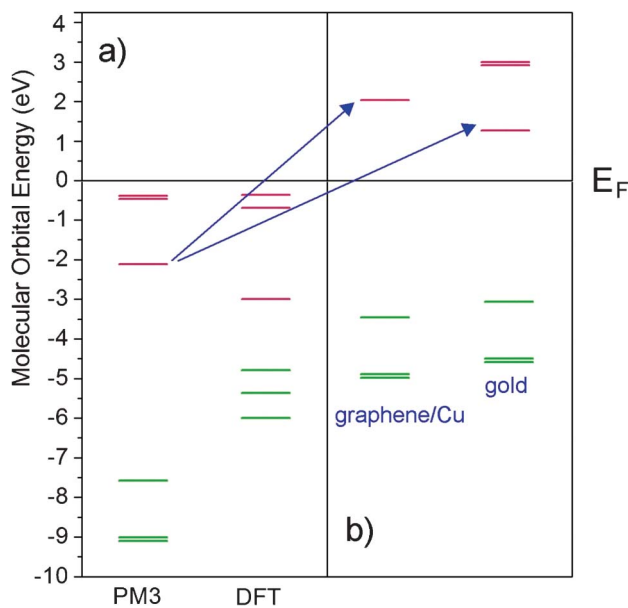 a)
Molecular Orbital Energy (eV)
4
3
2
1
0
-1
-2
-3
-4
-5
-6
-7
-8
-9
-10
E_F
graphene/Cu
gold
b)
PM3
DFT